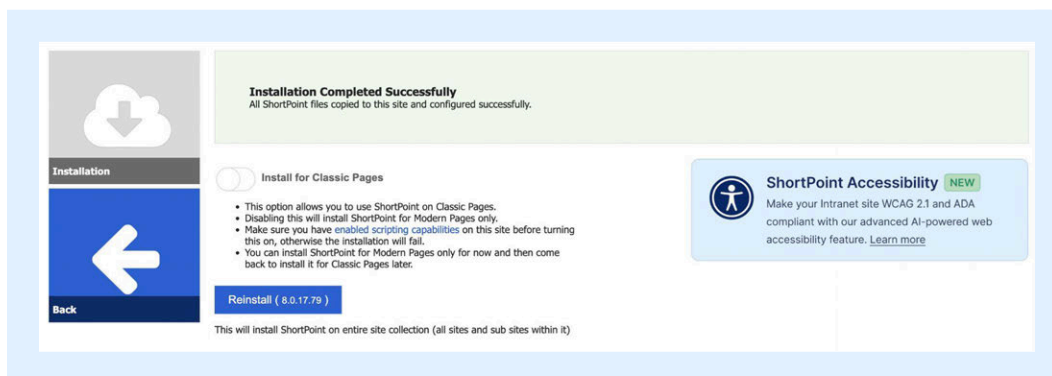 Installation Completed Successfully
All ShortPoint files copied to this site and configured successfully.
Installation
Install for Classic Pages
• This option allows you to use ShortPoint on Classic Pages.
• Disabling this will install ShortPoint for Modern Pages only.
• Make sure you have enabled scripting capabilities on this site before turning
this on, otherwise the installation will fail.
• You can install ShortPoint for Modern Pages only for now and then come
back to install it for Classic Pages later.
ShortPoint Accessibility NEW
Make your Intranet site WCAG 2.1 and ADA
compliant with our advanced AI-powered web
accessibility feature. Learn more
Back
Reinstall ( 8.0.17.79 )
This will install ShortPoint on entire site collection (all sites and sub sites within it)